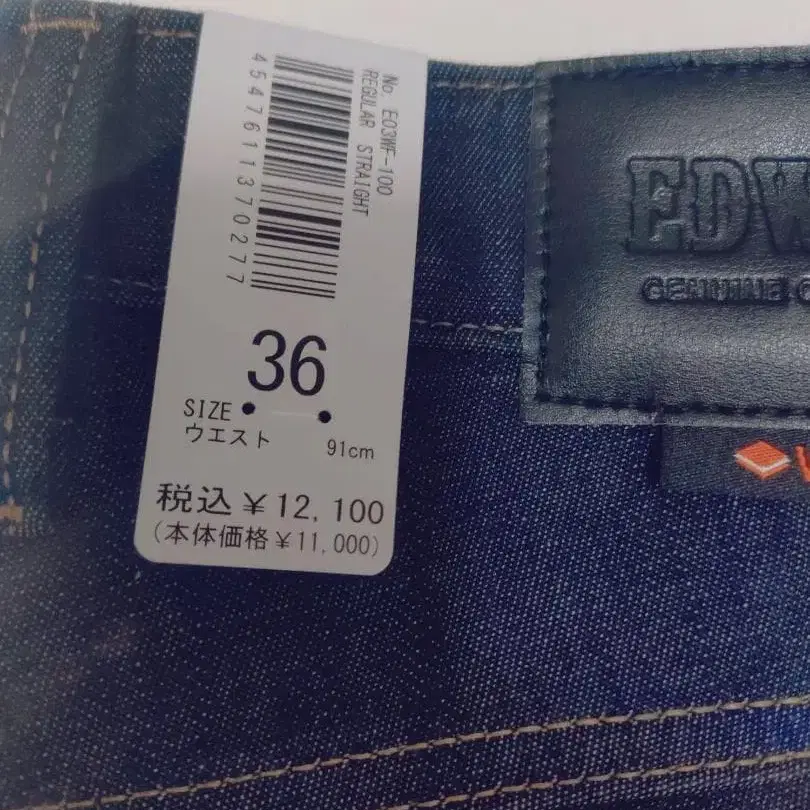 No. E03WF-100
REGULAR STRAIGHT
4547611370277
36
SIZE
ウエスト 91cm
税込¥12,100
(本体価格¥11,000)
EDW
GENUINE